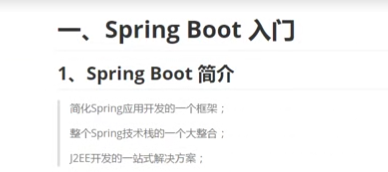 一、Spring Boot 入门
1、Spring Boot 简介
简化Spring应用开发的一个框架；
整个Spring技术栈的一个大整合；
J2EE开发的一站式解决方案；